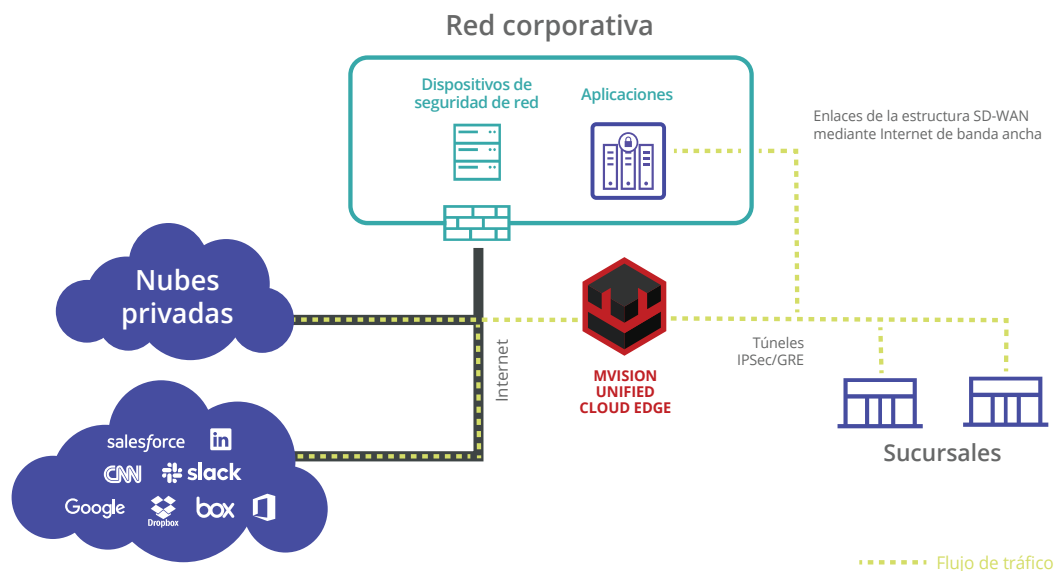 Red corporativa
Dispositivos de
seguridad de red
Aplicaciones
Enlaces de la estructura SD-WAN
mediante Internet de banda ancha
Nubes
privadas
Internet
MVISION
UNIFIED
CLOUD EDGE
Túneles
IPSec/GRE
Sucursales
salesforce
in
CNN
slack
Google
Dropbox
box
Flujo de tráfico